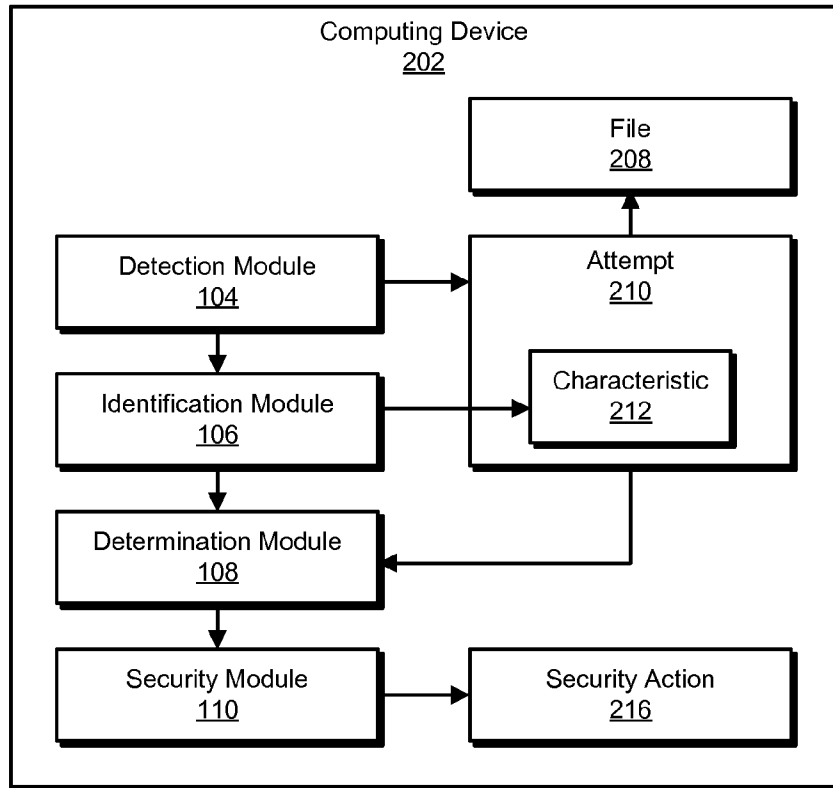 Computing Device
202
File
208
Detection Module
104
Attempt
210
Identification Module
106
Characteristic
212
Determination Module
108
Security Module
110
Security Action
216